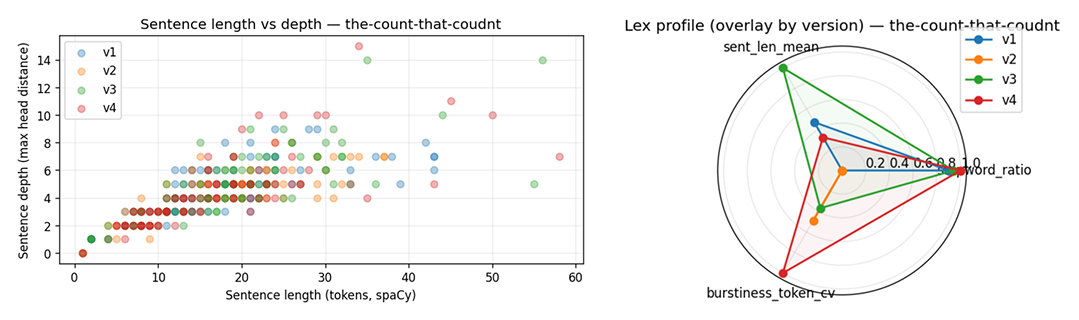 Sentence length vs depth — the-count-that-coudnt
Sentence depth (max head distance)
14
12
10
8
6
4
2
0
v1
v2
v3
v4
0 10 20 30 40 50 60
Sentence length (tokens, spaCy)
Lex profile (overlay by version) — the-count-that-coudnt
sent_len_mean
v1
v2
v3
v4
0.2 0.4 0.6 0.8 1.0
word_ratio
burstiness_token_cv